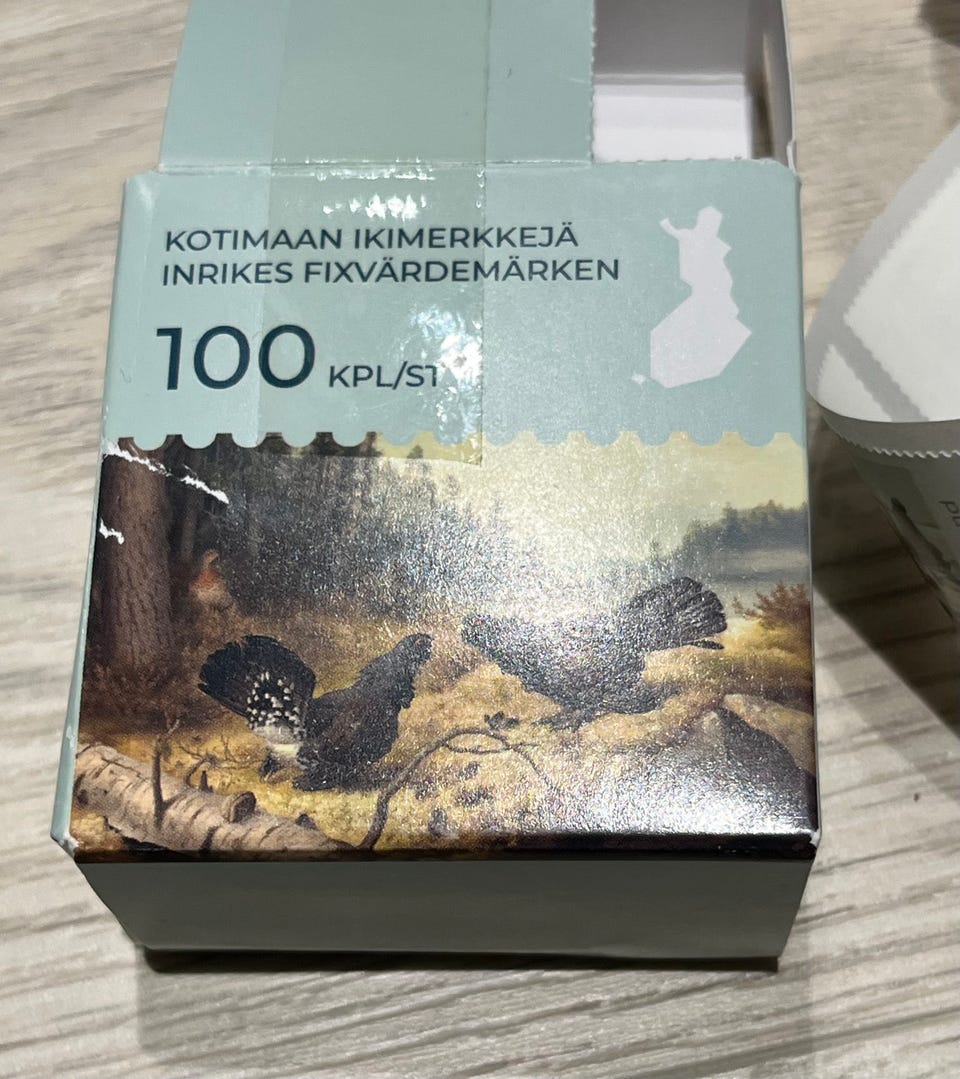 KOTIMAAN IKIMERKKEJÄ
INRIKES FIXVÄRDEMÄRKEN
100 KPL/ST